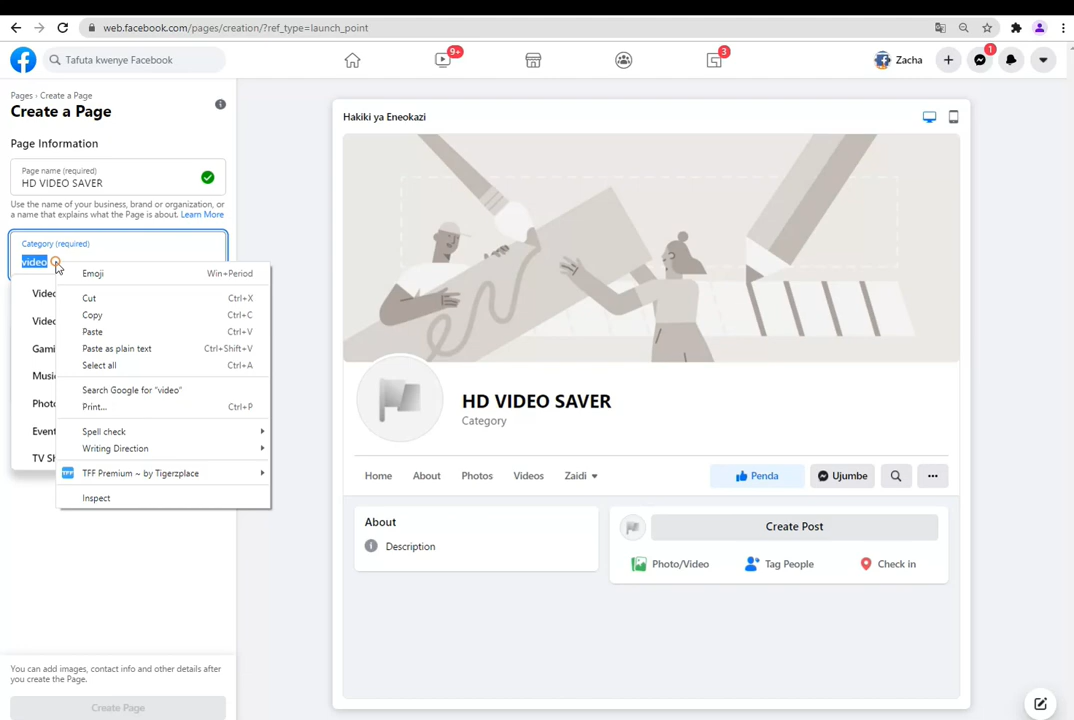 web.facebook.com/pages/creation/?ref_type=launch_point
Tafuta kwenye Facebook
9+
3
Zacha
1
Pages › Create a Page
Create a Page
Page Information
Page name (required)
HD VIDEO SAVER
Use the name of your business, brand or organization, or
a name that explains what the Page is about. Learn More
Category (required)
video
Emoji Win+Period
Cut Ctrl+X
Copy Ctrl+C
Paste Ctrl+V
Paste as plain text Ctrl+Shift+V
Select all Ctrl+A
Search Google for "video"
Print... Ctrl+P
Spell check
Writing Direction
TFF TFF Premium ~ by Tigerzplace
Inspect
Event
You can add images, contact info and other details after
you create the Page.
Create Page
Hakiki ya Eneokazi
HD VIDEO SAVER
Category
Home About Photos Videos Zaidi
Penda Ujumbe
About
Description
Create Post
Photo/Video Tag People Check in